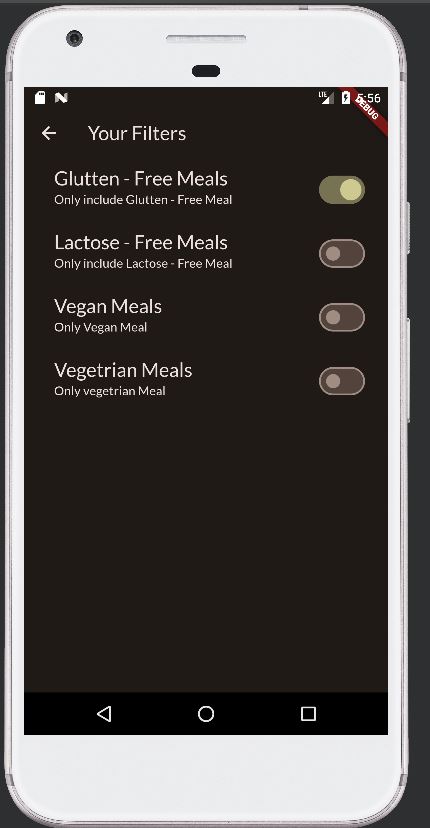 LTE
5:56
DEBUG
Your Filters
Glutten - Free Meals
Only include Glutten - Free Meal
Lactose - Free Meals
Only include Lactose - Free Meal
Vegan Meals
Only Vegan Meal
Vegetrian Meals
Only vegetrian Meal